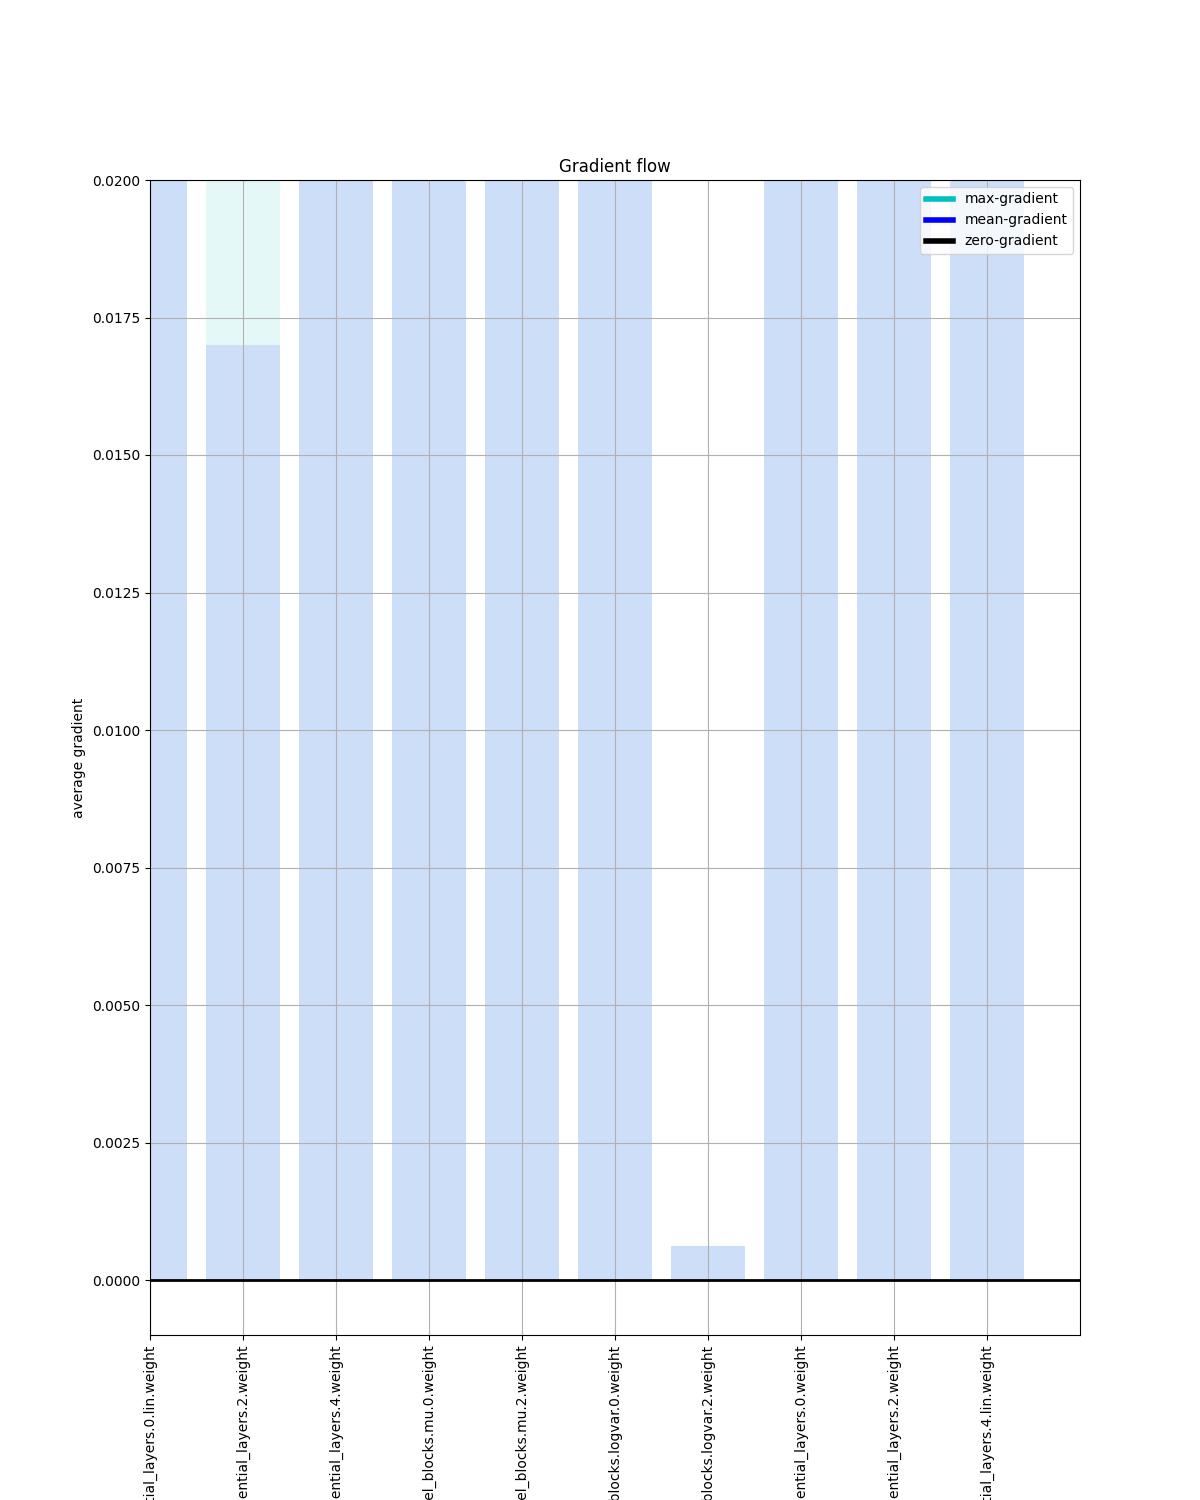 Gradient flow
max-gradient
mean-gradient
zero-gradient
0.0200
0.0175
0.0150
0.0125
0.0100
0.0075
0.0050
0.0025
0.0000
average gradient
tial_layers.0.lin.weight
ential_layers.2.weight
ential_layers.4.weight
el_blocks.mu.0.weight
el_blocks.mu.2.weight
blocks.logvar.0.weight
blocks.logvar.2.weight
ential_layers.0.weight
ential_layers.2.weight
tial_layers.4.lin.weight